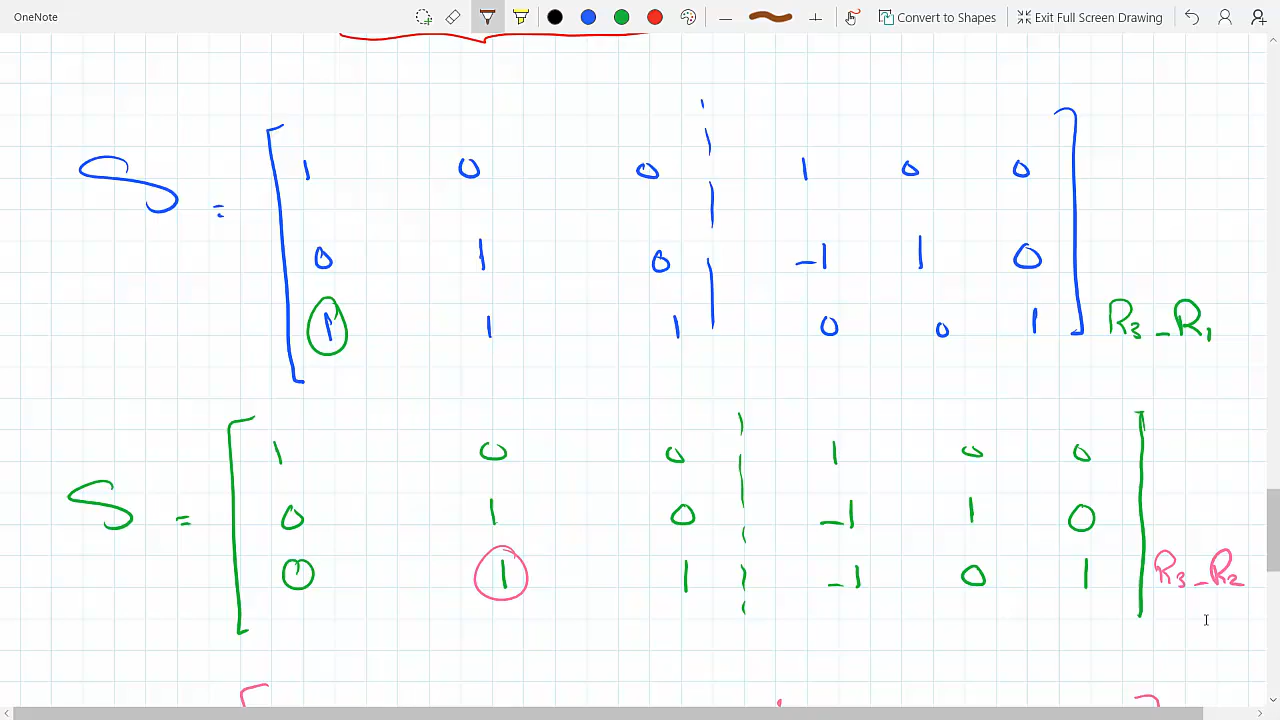 OneNote Convert to Shapes Exit Full Screen Drawing
1 0 0 1 0 0
S = 0 1 0 -1 1 0
1 1 1 0 0 1 R3 - R1
1 0 0 1 0 0
S = 0 1 0 -1 1 0
0 1 1 -1 0 1 R3 - R2